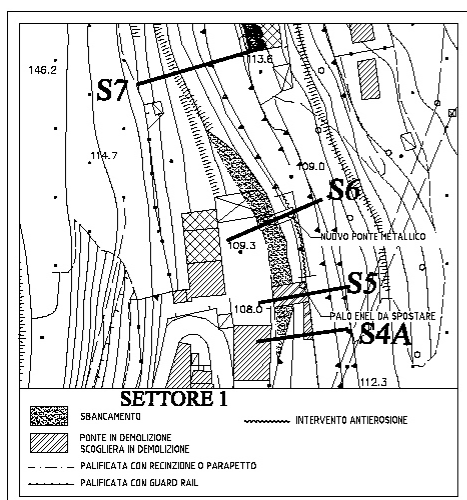 113.6
146.2
S7
114.7
109.0
S6
NUOVO PONTE METALLICO
109.3
S5
108.0
PALO ENEL DA SPOSTARE
S4A
112.3
SETTORE 1
SBANCAMENTO
INTERVENTO ANTIEROSIONE
PONTE IN DEMOLIZIONE
SCOGLIERA IN DEMOLIZIONE
PALIFICATA CON RECINZIONE O PARAPETTO
PALIFICATA CON GUARD RAIL